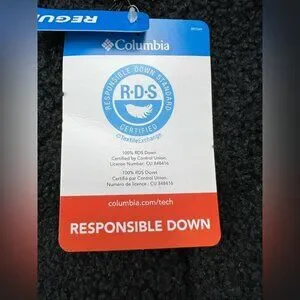 REGU
Columbia
RESPONSIBLE DOWN STANDARD
R·D·S
CERTIFIED
©TextileExchange
100% RDS Down
Certified by Control Union.
License Number: CU 848416
100% RDS Duvet
Certifié par Control Union.
Numéro de licence : CU 848416
columbia.com/tech
RESPONSIBLE DOWN